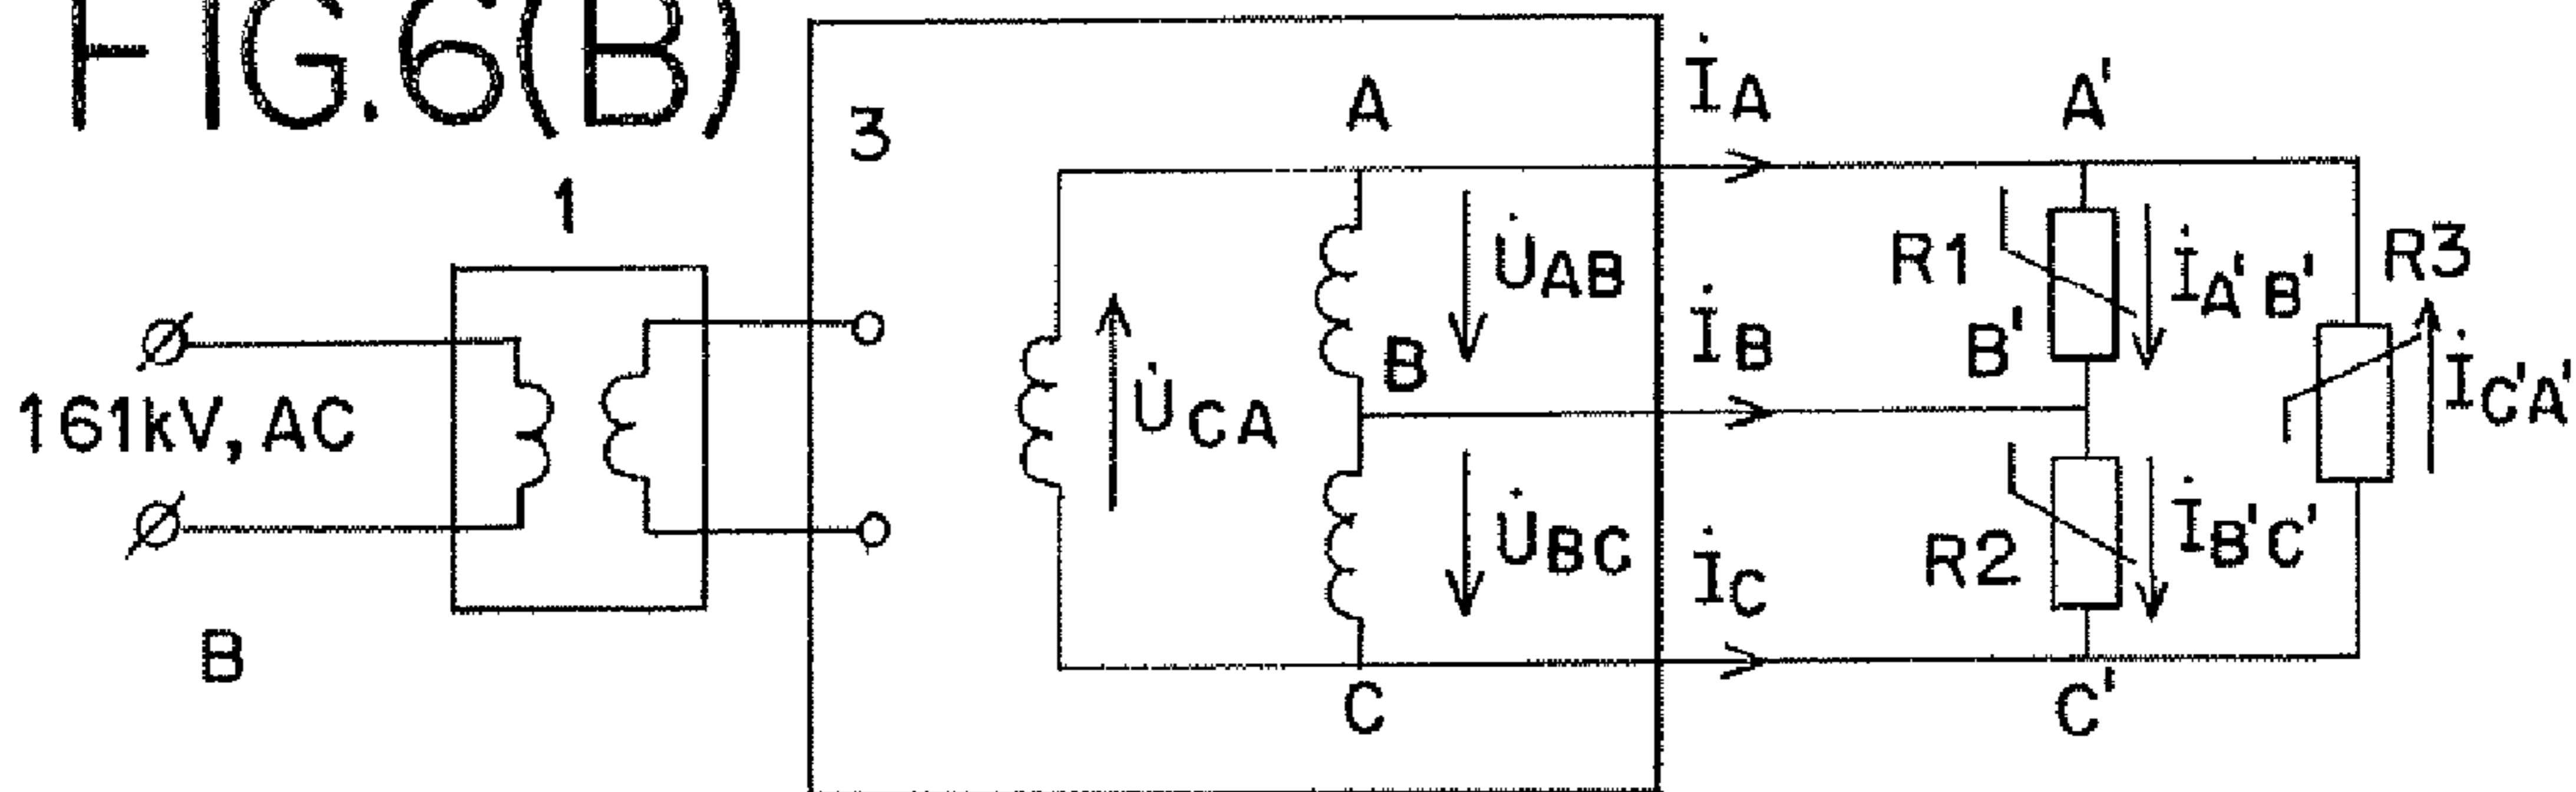 FIG.6(B)
1
161kV, AC
B
3
A
B
C
U̇CA
U̇AB
U̇BC
İA
İB
İC
A'
B'
C'
R1
R2
R3
İA'B'
İB'C'
İC'A'